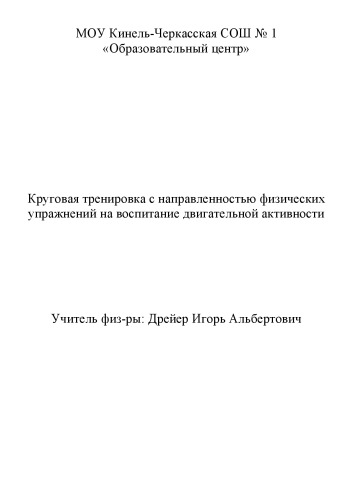 МОУ Кинель-Черкасская СОШ № 1
«Образовательный центр»
Круговая тренировка с направленностью физических
упражнений на воспитание двигательной активности
Учитель физ-ры: Дрейер Игорь Альбертович